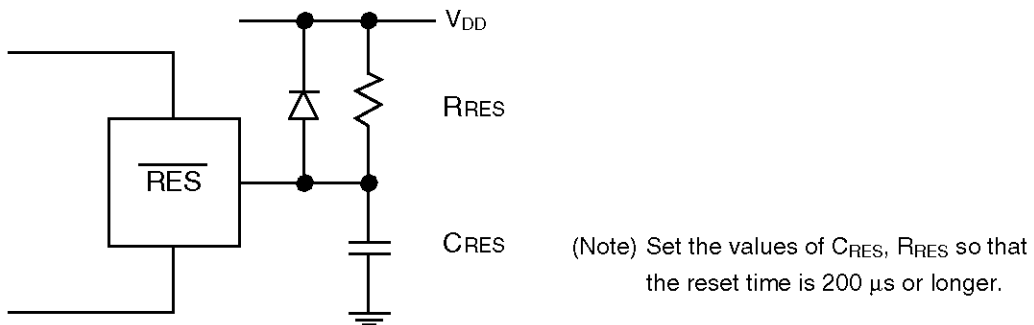 VDD
RRES
RES
CRES
(Note) Set the values of CRES, RRES so that
the reset time is 200 µs or longer.